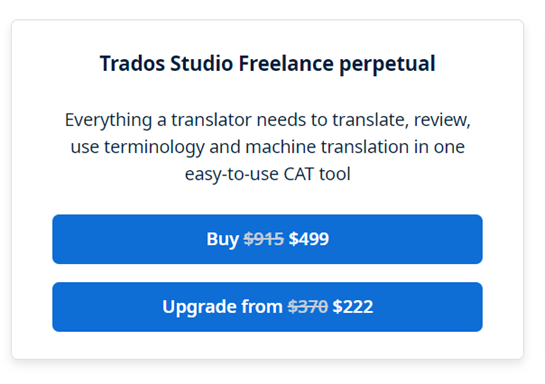 Trados Studio Freelance perpetual
Everything a translator needs to translate, review,
use terminology and machine translation in one
easy-to-use CAT tool
Buy $915 $499
Upgrade from $370 $222